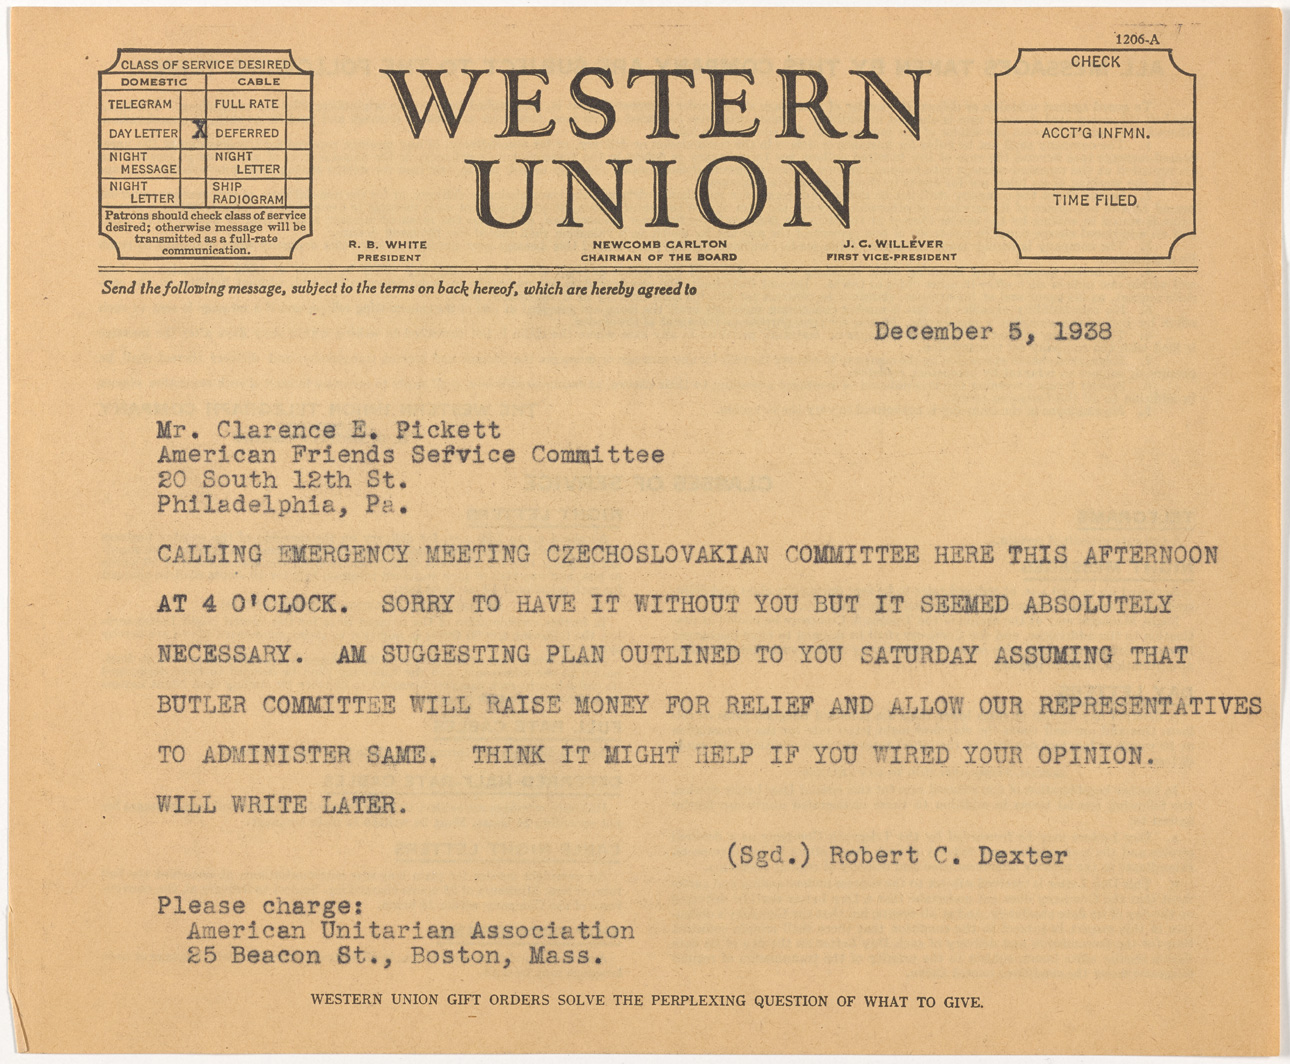 1206-A
CLASS OF SERVICE DESIRED
DOMESTIC CABLE
TELEGRAM FULL RATE
DAY LETTER X DEFERRED
NIGHT MESSAGE NIGHT LETTER
NIGHT LETTER SHIP RADIOGRAM
Patrons should check class of service
desired; otherwise message will be
transmitted as a full-rate
communication.
WESTERN
UNION
R. B. WHITE
PRESIDENT
NEWCOMB CARLTON
CHAIRMAN OF THE BOARD
J. C. WILLEVER
FIRST VICE-PRESIDENT
CHECK
ACCT'G INFMN.
TIME FILED
Send the following message, subject to the terms on back hereof, which are hereby agreed to
December 5, 1938
Mr. Clarence E. Pickett
American Friends Service Committee
20 South 12th St.
Philadelphia, Pa.
CALLING EMERGENCY MEETING CZECHOSLOVAKIAN COMMITTEE HERE THIS AFTERNOON
AT 4 O'CLOCK. SORRY TO HAVE IT WITHOUT YOU BUT IT SEEMED ABSOLUTELY
NECESSARY. AM SUGGESTING PLAN OUTLINED TO YOU SATURDAY ASSUMING THAT
BUTLER COMMITTEE WILL RAISE MONEY FOR RELIEF AND ALLOW OUR REPRESENTATIVES
TO ADMINISTER SAME. THINK IT MIGHT HELP IF YOU WIRED YOUR OPINION.
WILL WRITE LATER.
(Sgd.) Robert C. Dexter
Please charge:
American Unitarian Association
25 Beacon St., Boston, Mass.
WESTERN UNION GIFT ORDERS SOLVE THE PERPLEXING QUESTION OF WHAT TO GIVE.